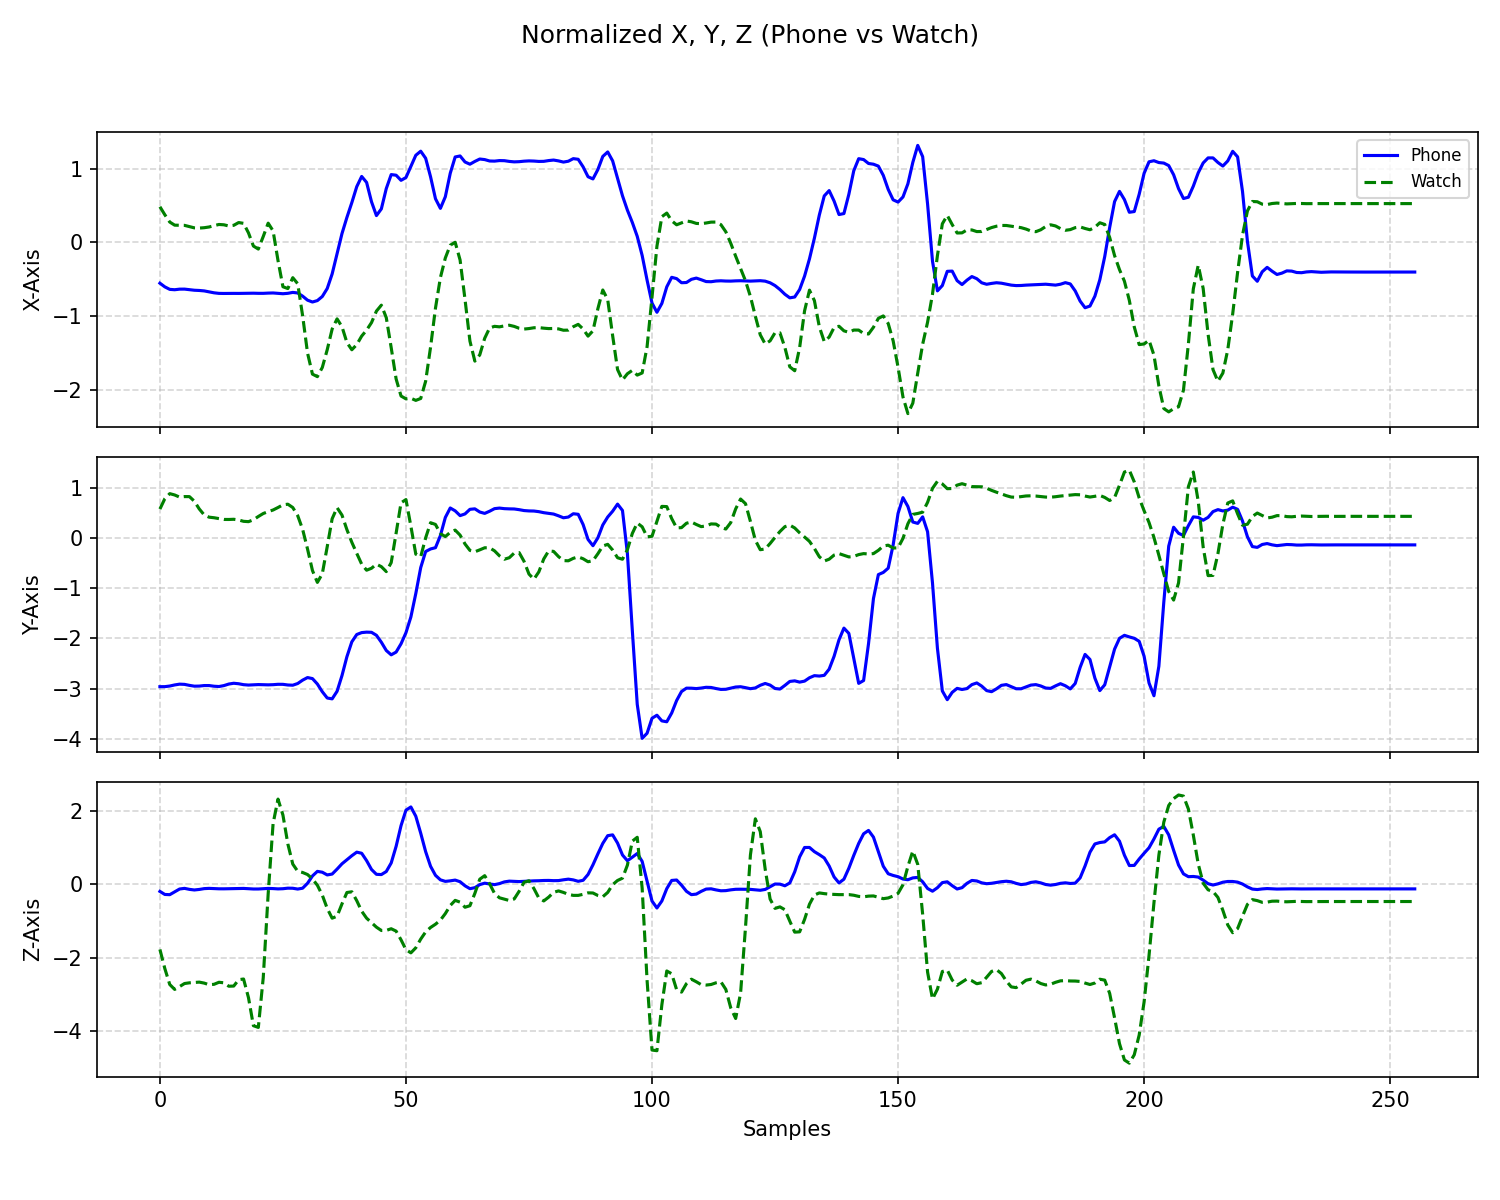 Normalized X, Y, Z (Phone vs Watch)
Phone
Watch
X-Axis
1
0
−1
−2
Y-Axis
1
0
−1
−2
−3
−4
Z-Axis
2
0
−2
−4
0 50 100 150 200 250
Samples